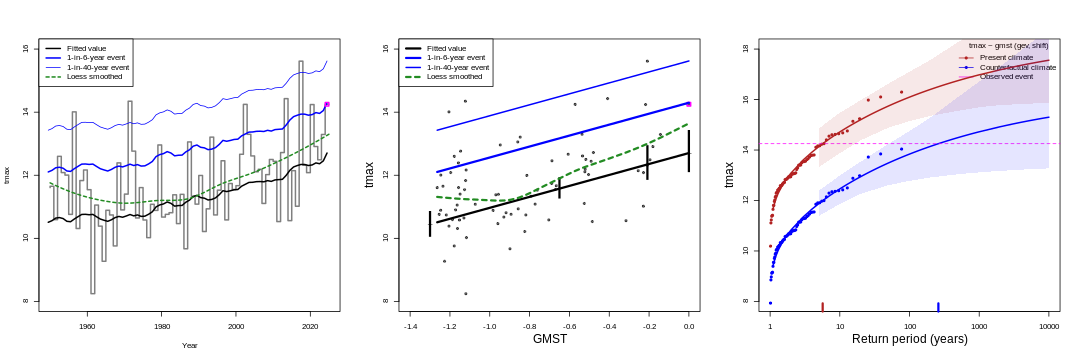 Fitted value
1-in-6-year event
1-in-40-year event
Loess smoothed
tmax
8
10
12
14
16
1960
1980
2000
2020
Year
Fitted value
1-in-6-year event
1-in-40-year event
Loess smoothed
tmax
8
10
12
14
16
-1.4
-1.2
-1.0
-0.8
-0.6
-0.4
-0.2
0.0
GMST
tmax ~ gmst (gev, shift)
Present climate
Counterfactual climate
Observed event
tmax
8
10
12
14
16
18
1
10
100
1000
10000
Return period (years)